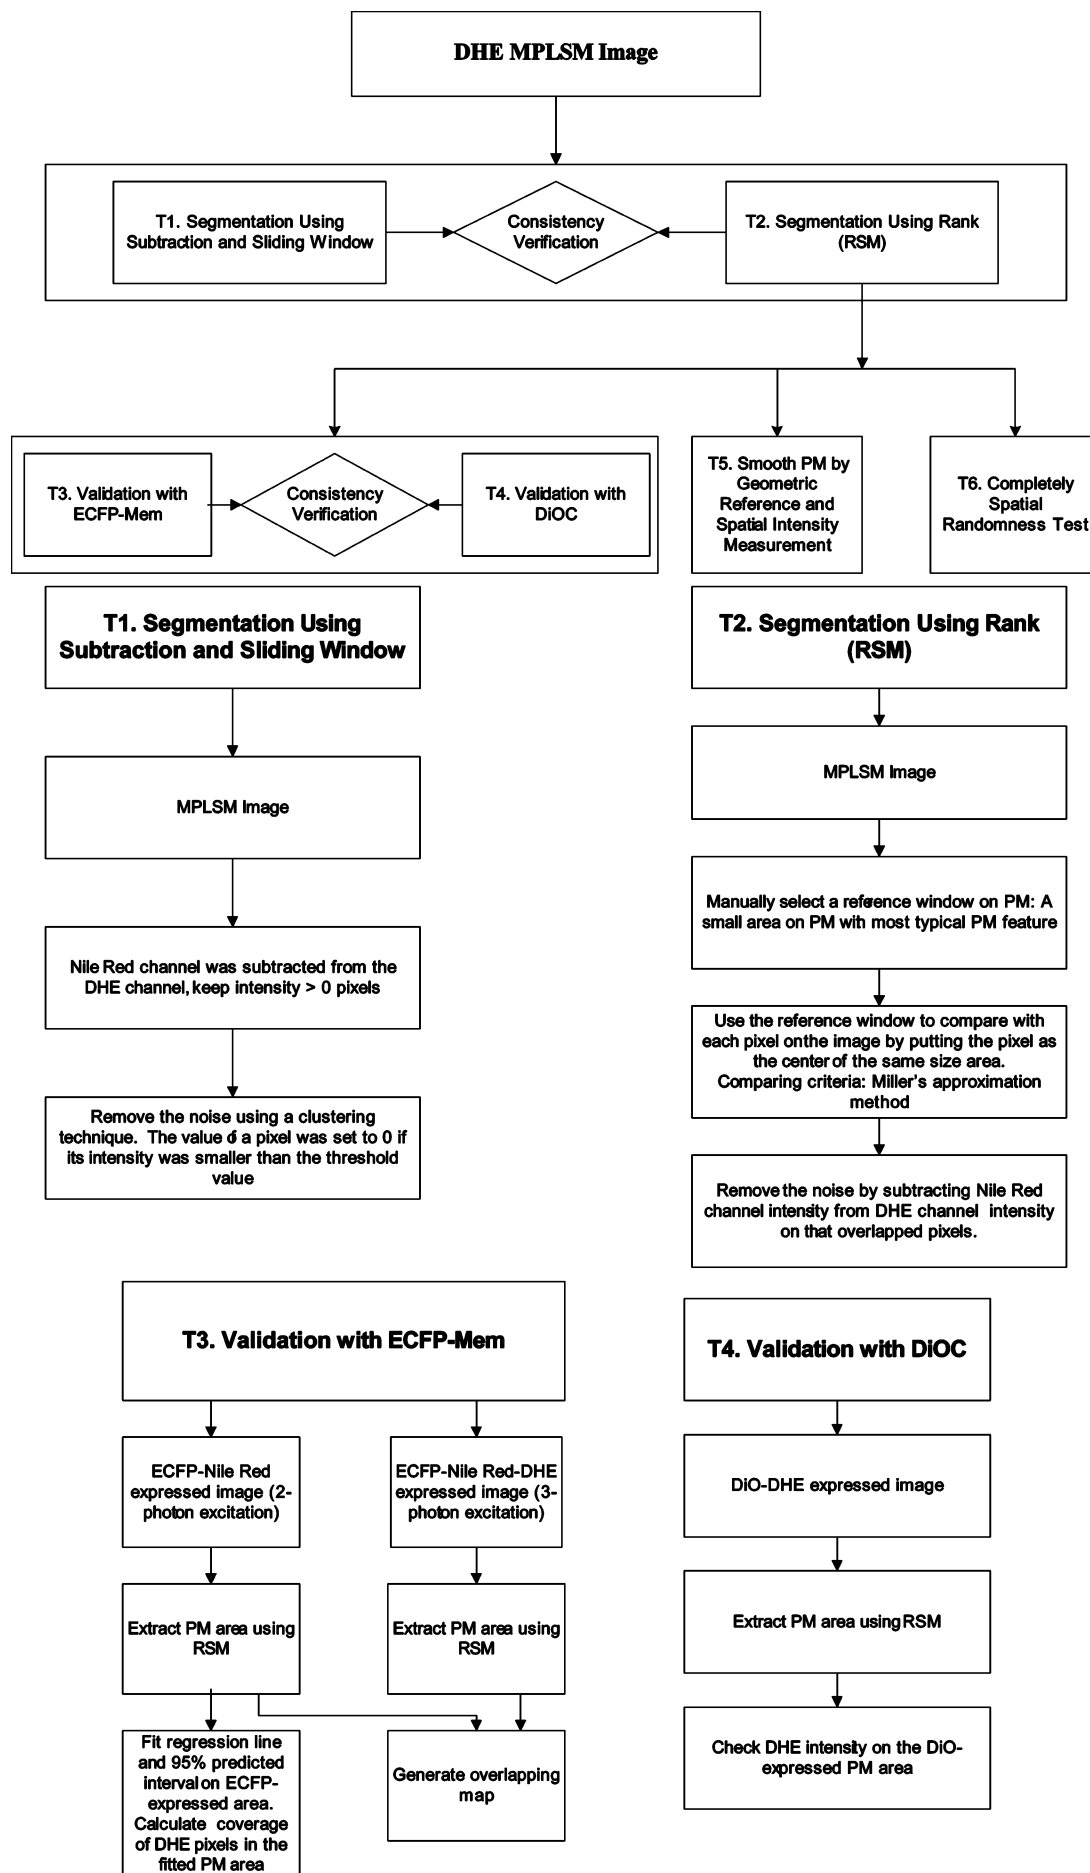 DHE MPLSM Image
T1. Segmentation Using
Subtraction and Sliding Window
Consistency
Verification
T2. Segmentation Using Rank
(RSM)
T3. Validation with
ECFP-Mem
Consistency
Verification
T4. Validation with
DiOC
T5. Smooth PM by
Geometric
Reference and
Spatial Intensity
Measurement
T6. Completely
Spatial
Randomness Test
T1. Segmentation Using
Subtraction and Sliding Window
MPLSM Image
Nile Red channel was subtracted from the
DHE channel, keep intensity > 0 pixels
Remove the noise using a clustering
technique. The value of a pixel was set to 0 if
its intensity was smaller than the threshold
value
T2. Segmentation Using Rank
(RSM)
MPLSM Image
Manually select a reference window on PM: A
small area on PM with most typical PM feature
Use the reference window to compare with
each pixel on the image by putting the pixel as
the center of the same size area.
Comparing criteria: Miller's approximation
method
Remove the noise by subtracting Nile Red
channel intensity from DHE channel intensity
on that overlapped pixels.
T3. Validation with ECFP-Mem
ECFP-Nile Red
expressed image (2-
photon excitation)
ECFP-Nile Red-DHE
expressed image (3-
photon excitation)
Extract PM area using
RSM
Extract PM area using
RSM
Fit regression line
and 95% predicted
interval on ECFP-
expressed area.
Calculate coverage
of DHE pixels in the
fitted PM area
Generate overlapping
map
T4. Validation with DiOC
DiO-DHE expressed image
Extract PM area using RSM
Check DHE intensity on the DiO-
expressed PM area